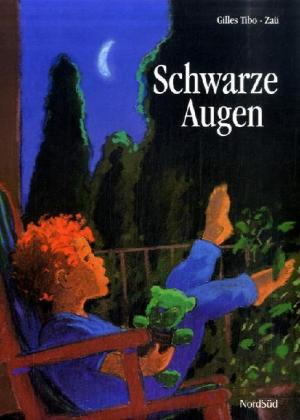 Gilles Tibo · Zaü
Schwarze
Augen
NordSüd